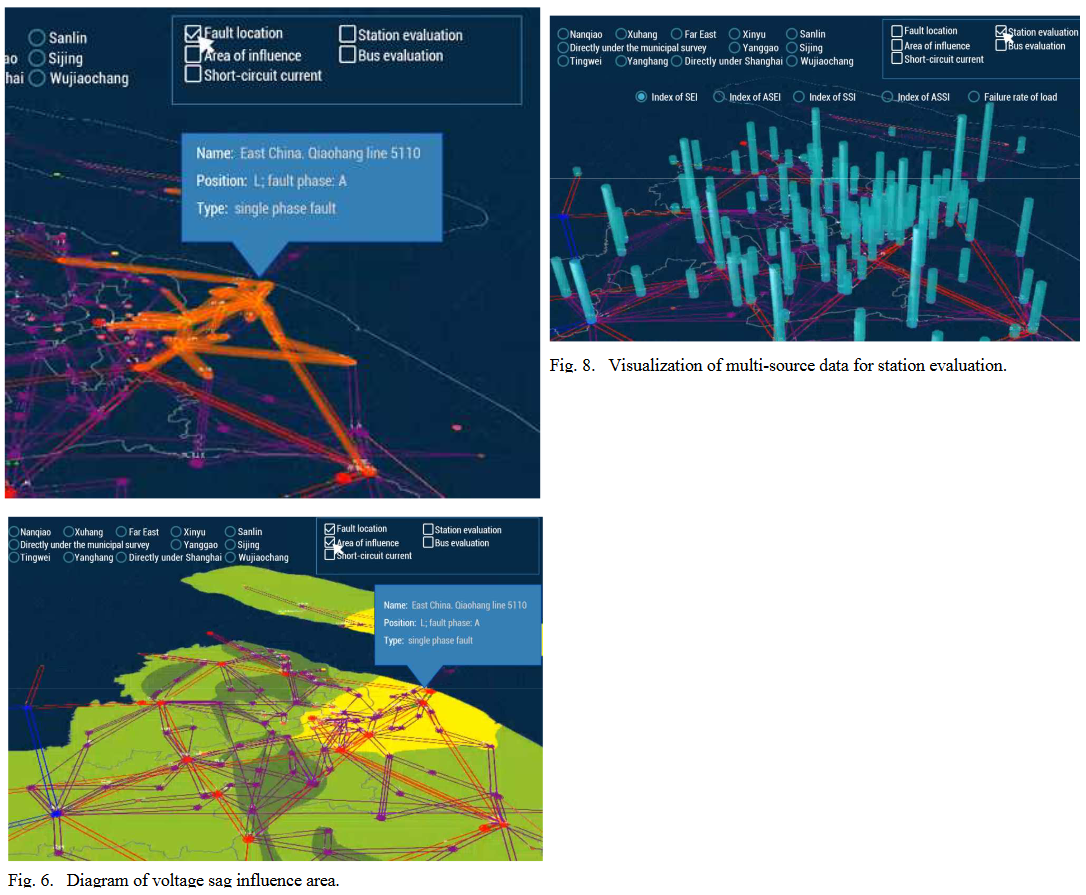 Sanlin
ao Sijing
hai Wujiaochang
Fault location Station evaluation
Area of influence Bus evaluation
Short-circuit current
Name: East China. Qiaohang line 5110
Position: L; fault phase: A
Type: single phase fault
Nanqiao Xuhang Far East Xinyu Sanlin
Directly under the municipal survey Yanggao Sijing
Tingwei Yanghang Directly under Shanghai Wujiaochang
Fault location Station evaluation
Area of influence Bus evaluation
Short-circuit current
Index of SEI Index of ASEI Index of SSI Index of ASSI Failure rate of load
Fig. 8. Visualization of multi-source data for station evaluation.
Nanqiao Xuhang Far East Xinyu Sanlin
Directly under the municipal survey Yanggao Sijing
Tingwei Yanghang Directly under Shanghai Wujiaochang
Fault location Station evaluation
Area of influence Bus evaluation
Short-circuit current
Name: East China. Qiaohang line 5110
Position: L; fault phase: A
Type: single phase fault
Fig. 6. Diagram of voltage sag influence area.